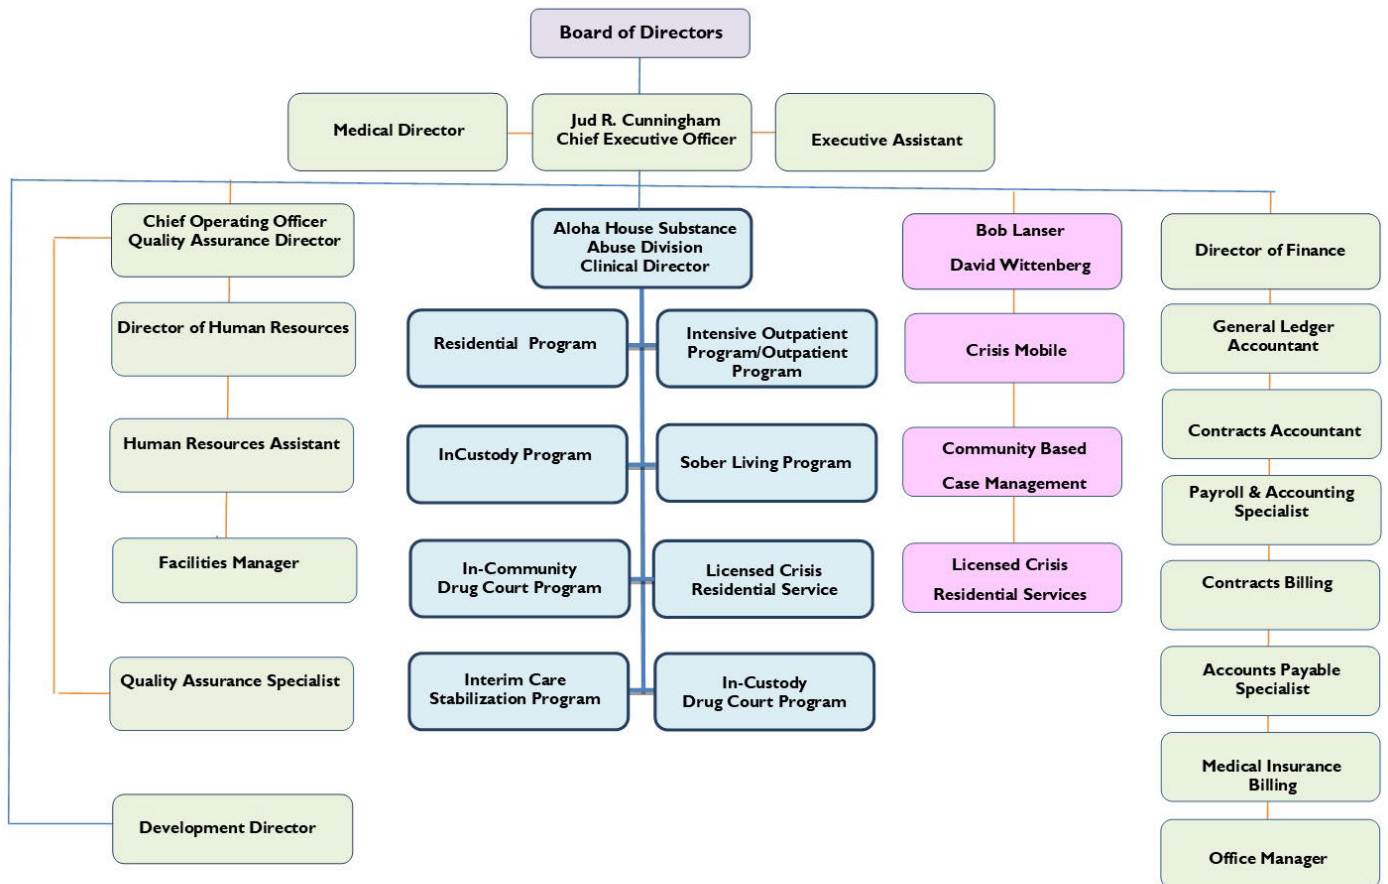 Board of Directors
Medical Director
Jud R. Cunningham
Chief Executive Officer
Executive Assistant
Chief Operating Officer
Quality Assurance Director
Director of Human Resources
Human Resources Assistant
Facilities Manager
Quality Assurance Specialist
Development Director
Aloha House Substance
Abuse Division
Clinical Director
Residential Program
Intensive Outpatient
Program/Outpatient
Program
InCustody Program
Sober Living Program
In-Community
Drug Court Program
Licensed Crisis
Residential Service
Interim Care
Stabilization Program
In-Custody
Drug Court Program
Bob Lanser
David Wittenberg
Crisis Mobile
Community Based
Case Management
Licensed Crisis
Residential Services
Director of Finance
General Ledger
Accountant
Contracts Accountant
Payroll & Accounting
Specialist
Contracts Billing
Accounts Payable
Specialist
Medical Insurance
Billing
Office Manager